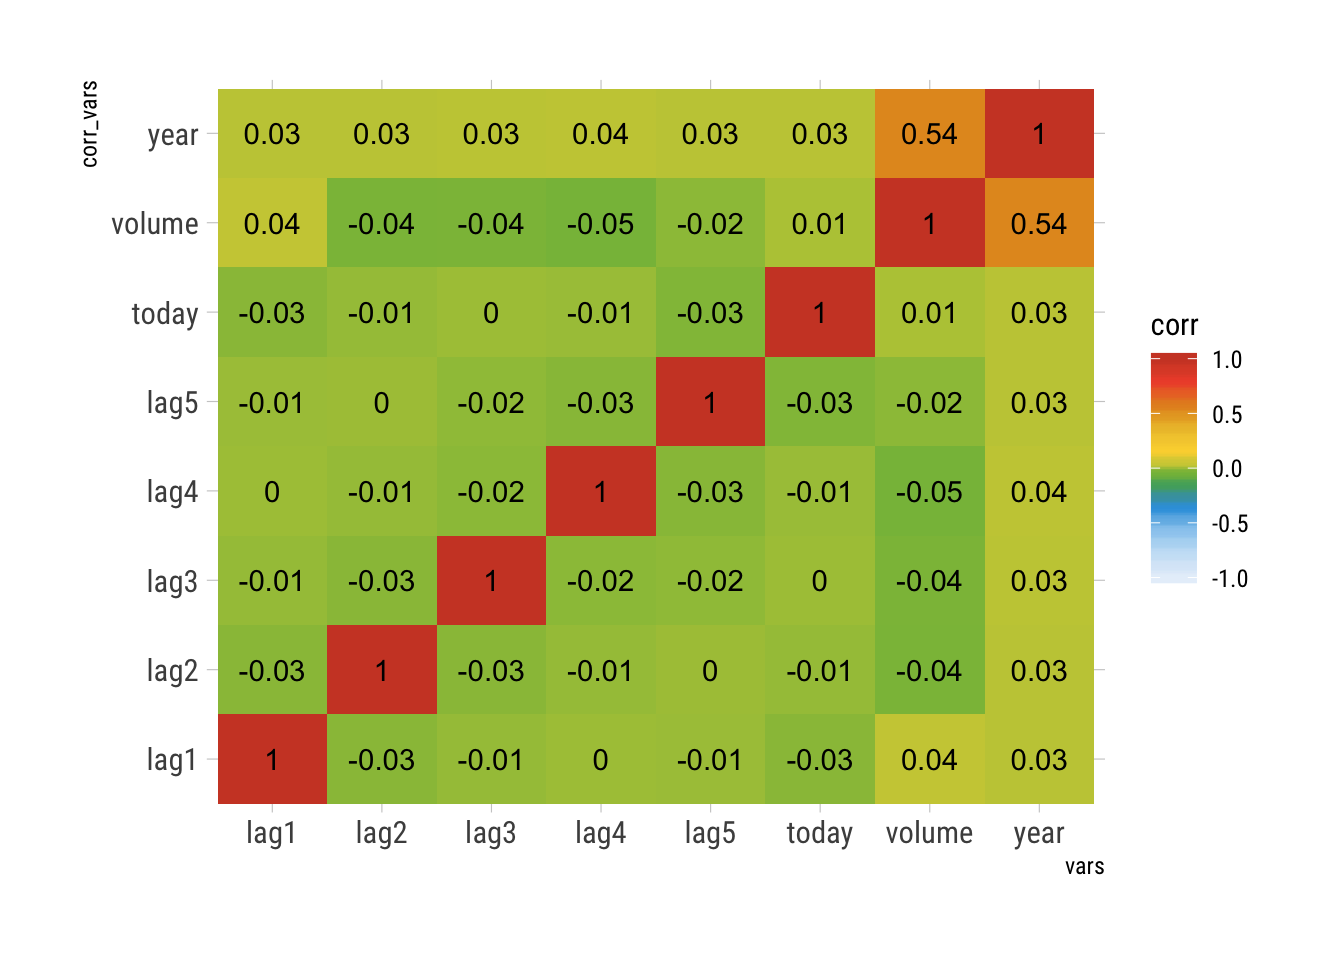 corr_vars
year 0.03 0.03 0.03 0.04 0.03 0.03 0.54 1
volume 0.04 -0.04 -0.04 -0.05 -0.02 0.01 1 0.54
today -0.03 -0.01 0 -0.01 -0.03 1 0.01 0.03
lag5 -0.01 0 -0.02 -0.03 1 -0.03 -0.02 0.03
lag4 0 -0.01 -0.02 1 -0.03 -0.01 -0.05 0.04
lag3 -0.01 -0.03 1 -0.02 -0.02 0 -0.04 0.03
lag2 -0.03 1 -0.03 -0.01 0 -0.01 -0.04 0.03
lag1 1 -0.03 -0.01 0 -0.01 -0.03 0.04 0.03
lag1 lag2 lag3 lag4 lag5 today volume year
vars
corr
1.0
0.5
0.0
-0.5
-1.0